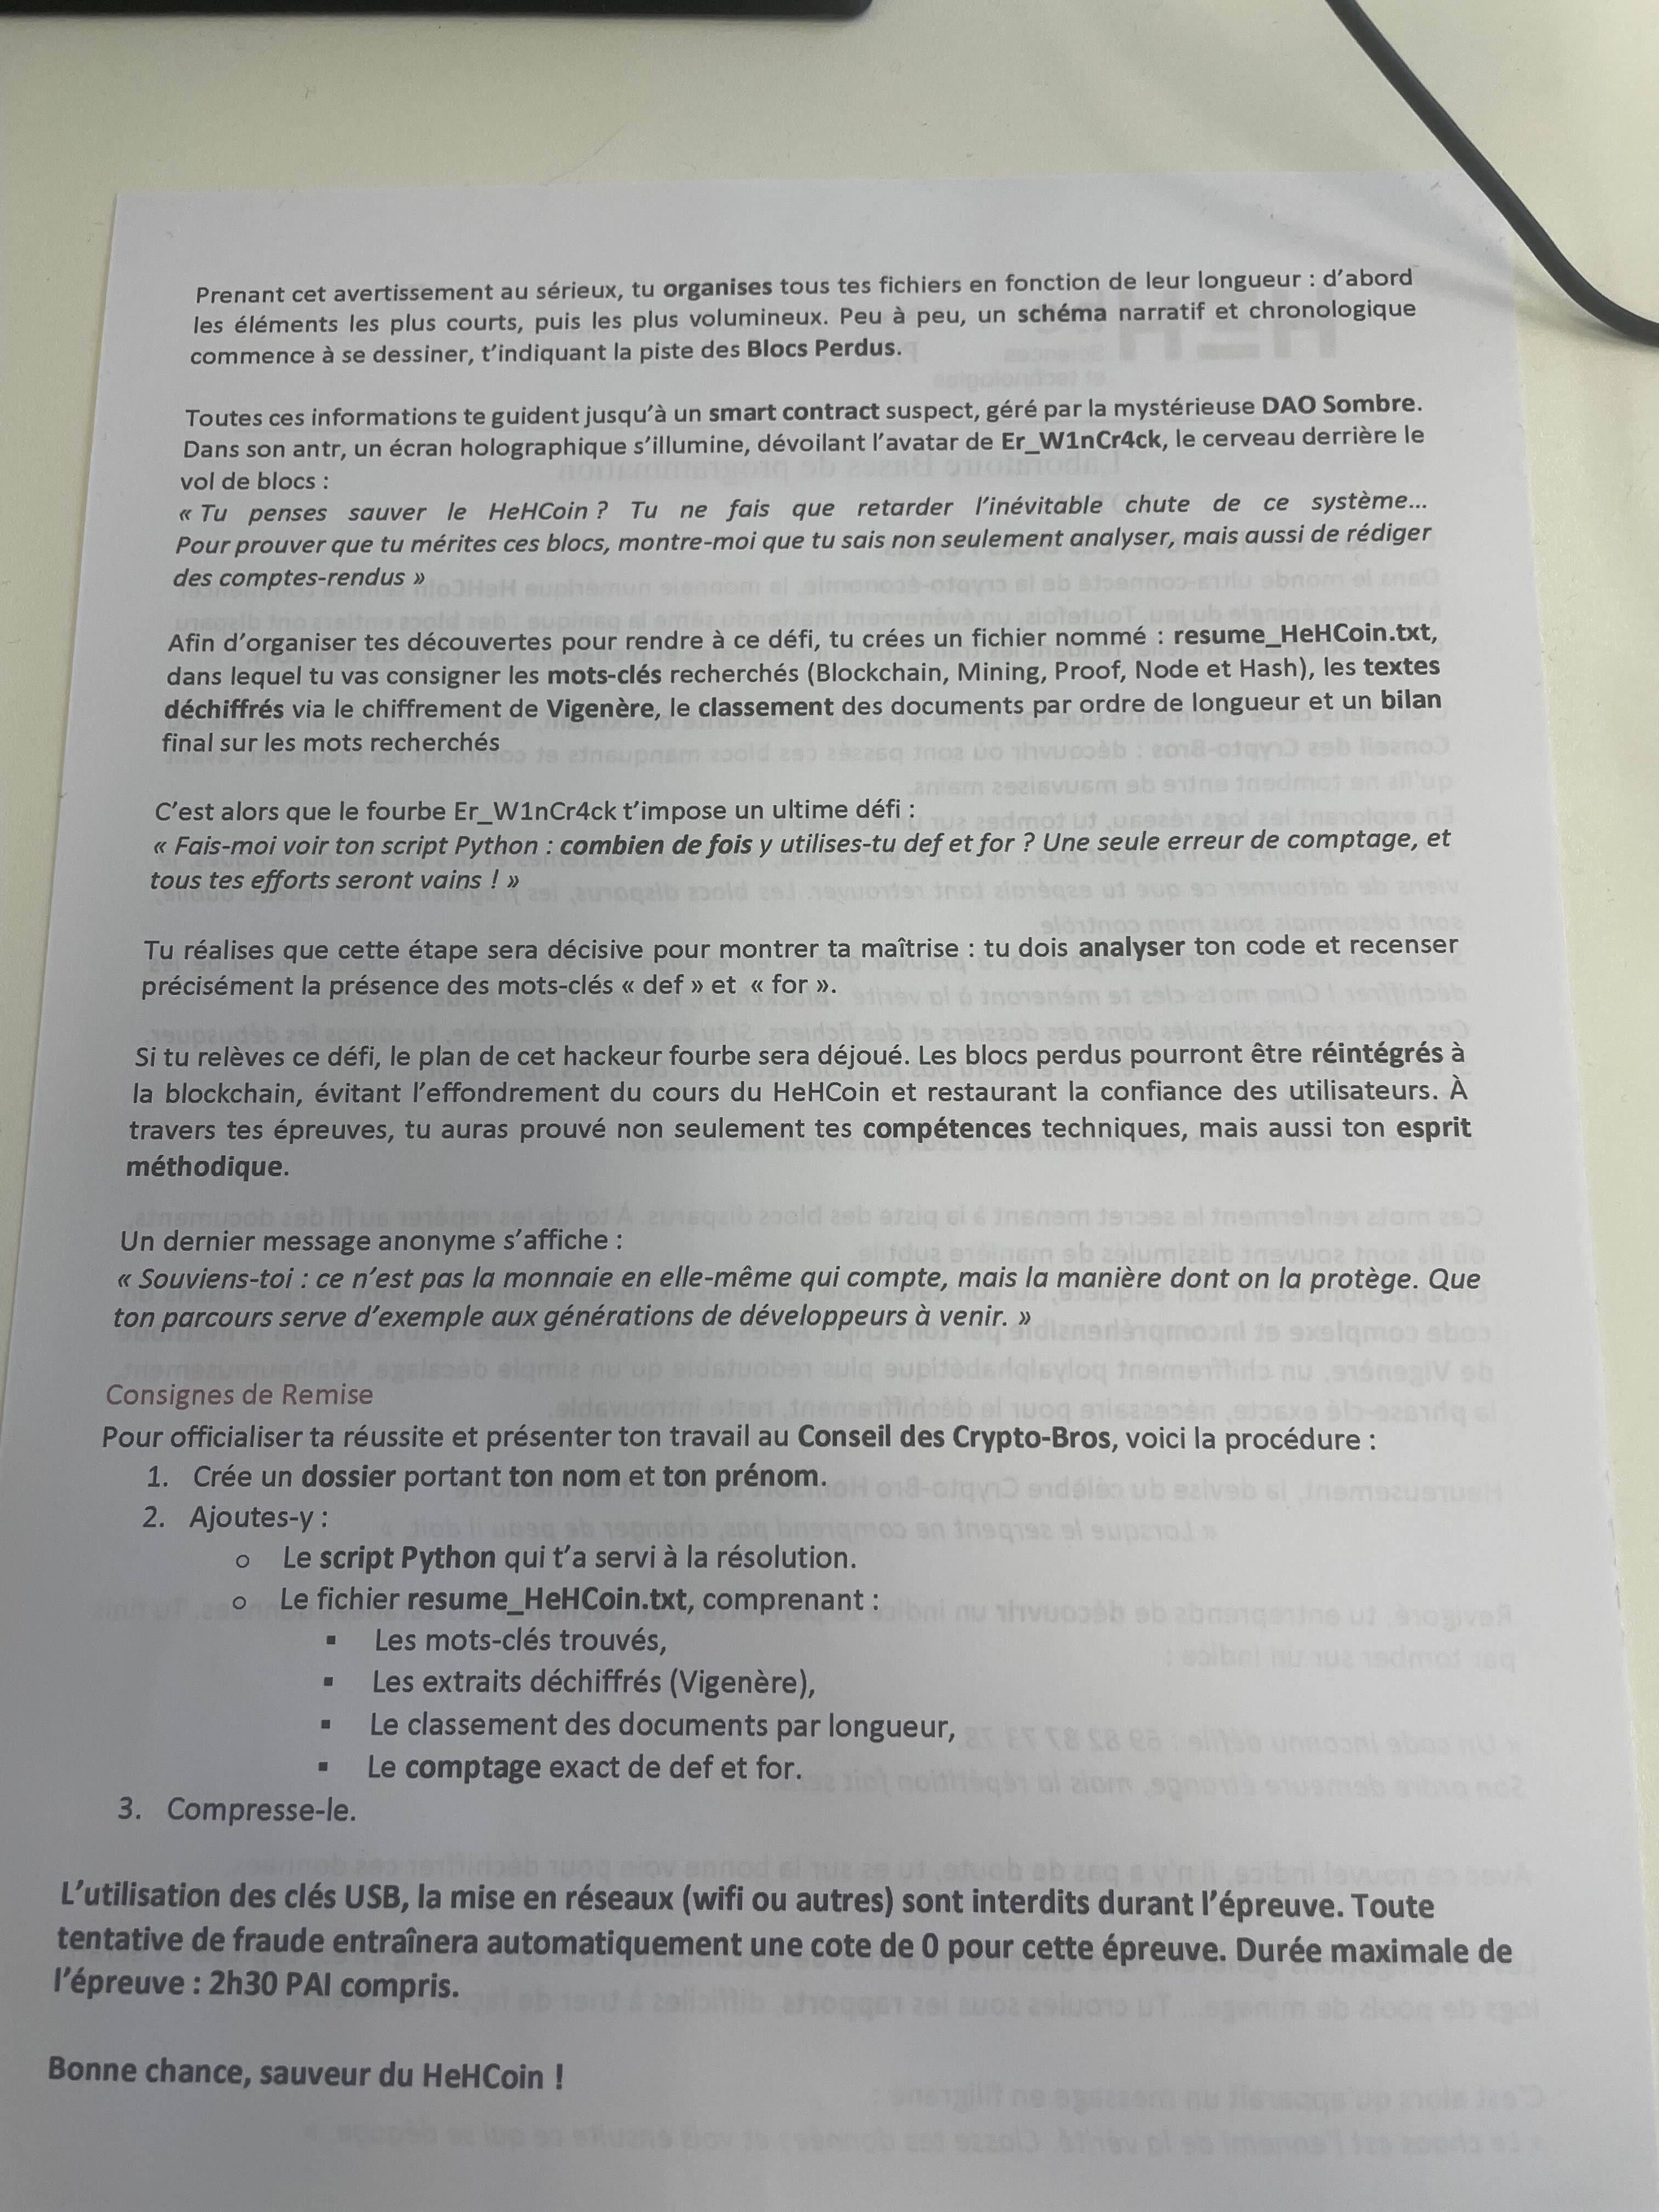 Prenant cet avertissement au sérieux, tu organises tous tes fichiers en fonction de leur longueur : d’abord
les éléments les plus courts, puis les plus volumineux. Peu à peu, un schéma narratif et chronologique
commence à se dessiner, t’indiquant la piste des Blocs Perdus.
Toutes ces informations te guident jusqu’à un smart contract suspect, géré par la mystérieuse DAO Sombre.
Dans son antr, un écran holographique s’illumine, dévoilant l’avatar de Er_W1nCr4ck, le cerveau derrière le
vol de blocs :
« Tu penses sauver le HeHCoin ? Tu ne fais que retarder l’inévitable chute de ce système...
Pour prouver que tu mérites ces blocs, montre-moi que tu sais non seulement analyser, mais aussi de rédiger
des comptes-rendus »
Afin d’organiser tes découvertes pour rendre à ce défi, tu crées un fichier nommé : resume_HeHCoin.txt,
dans lequel tu vas consigner les mots-clés recherchés (Blockchain, Mining, Proof, Node et Hash), les textes
déchiffrés via le chiffrement de Vigenère, le classement des documents par ordre de longueur et un bilan
final sur les mots recherchés
C’est alors que le fourbe Er_W1nCr4ck t’impose un ultime défi :
« Fais-moi voir ton script Python : combien de fois y utilises-tu def et for ? Une seule erreur de comptage, et
tous tes efforts seront vains ! »
Tu réalises que cette étape sera décisive pour montrer ta maîtrise : tu dois analyser ton code et recenser
précisément la présence des mots-clés « def » et « for ».
Si tu relèves ce défi, le plan de cet hackeur fourbe sera déjoué. Les blocs perdus pourront être réintégrés à
la blockchain, évitant l’effondrement du cours du HeHCoin et restaurant la confiance des utilisateurs. À
travers tes épreuves, tu auras prouvé non seulement tes compétences techniques, mais aussi ton esprit
méthodique.
Un dernier message anonyme s’affiche :
« Souviens-toi : ce n’est pas la monnaie en elle-même qui compte, mais la manière dont on la protège. Que
ton parcours serve d’exemple aux générations de développeurs à venir. »
Consignes de Remise
Pour officialiser ta réussite et présenter ton travail au Conseil des Crypto-Bros, voici la procédure :
1. Crée un dossier portant ton nom et ton prénom.
2. Ajoutes-y :
o Le script Python qui t’a servi à la résolution.
o Le fichier resume_HeHCoin.txt, comprenant :
▪ Les mots-clés trouvés,
▪ Les extraits déchiffrés (Vigenère),
▪ Le classement des documents par longueur,
▪ Le comptage exact de def et for.
3. Compresse-le.
L’utilisation des clés USB, la mise en réseaux (wifi ou autres) sont interdits durant l’épreuve. Toute
tentative de fraude entraînera automatiquement une cote de 0 pour cette épreuve. Durée maximale de
l’épreuve : 2h30 PAI compris.
Bonne chance, sauveur du HeHCoin !